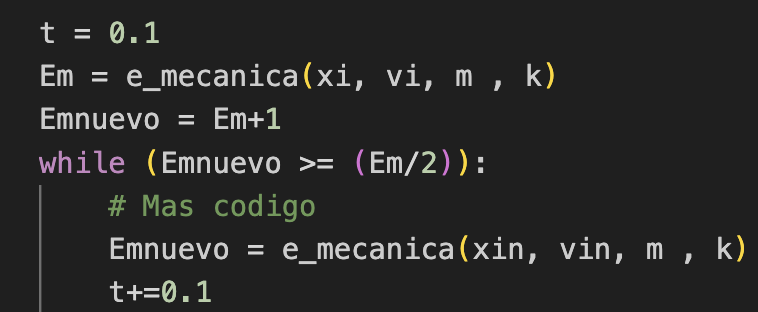 t = 0.1
Em = e_mecanica(xi, vi, m , k)
Emnuevo = Em+1
while (Emnuevo >= (Em/2)):
    # Mas codigo
    Emnuevo = e_mecanica(xin, vin, m , k)
    t+=0.1